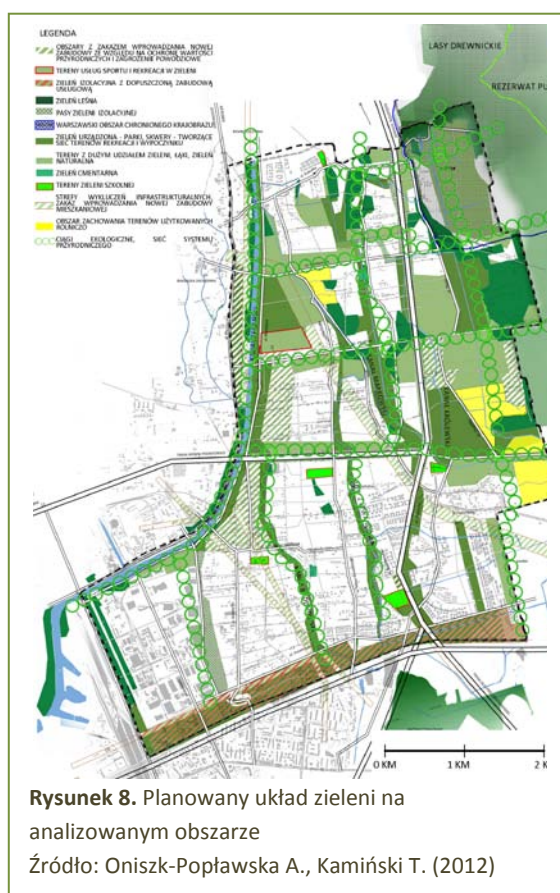 LEGENDA
OBSZARY Z ZAKAZEM WPROWADZANIA NOWEJ
ZABUDOWY ZE WZGLĘDU NA OCHRONĘ WARTOŚCI
PRZYRODNICZYCH I ZAGROŻENIE POWODZIOWE
TERENY USŁUG SPORTU I REKREACJI W ZIELENI
ZIELEŃ IZOLACYJNA Z DOPUSZCZONĄ ZABUDOWĄ
USŁUGOWĄ
ZIELEŃ LEŚNA
PASY ZIELENI IZOLACYJNEJ
WARSZAWSKI OBSZAR CHRONIONEGO KRAJOBRAZU
ZIELEŃ URZĄDZONA - PARKI, SKWERY - TWORZĄCE
SIEĆ TERENÓW REKREACJI I WYPOCZYNKU
TERENY Z DUŻYM UDZIAŁEM ZIELENI, ŁĄKI, ZIELEŃ
NATURALNA
ZIELEŃ CMENTARNA
TERENY ZIELENI SZKOLNEJ
STREFY WYKLUCZEŃ INFRASTRUKTURALNYCH,
ZAKAZ WPROWADZANIA NOWEJ ZABUDOWY
MIESZKANIOWEJ
OBSZAR ZACHOWANIA TERENÓW UŻYTKOWANYCH
ROLNICZO
CIĄGI EKOLOGICZNE, SIEĆ SYSTEMU
PRZYRODNICZEGO
LASY DREWNICKIE
REZERWAT PU
0 KM 1 KM 2 K
Rysunek 8. Planowany układ zieleni na
analizowanym obszarze
Źródło: Oniszk-Popławska A., Kamiński T. (2012)